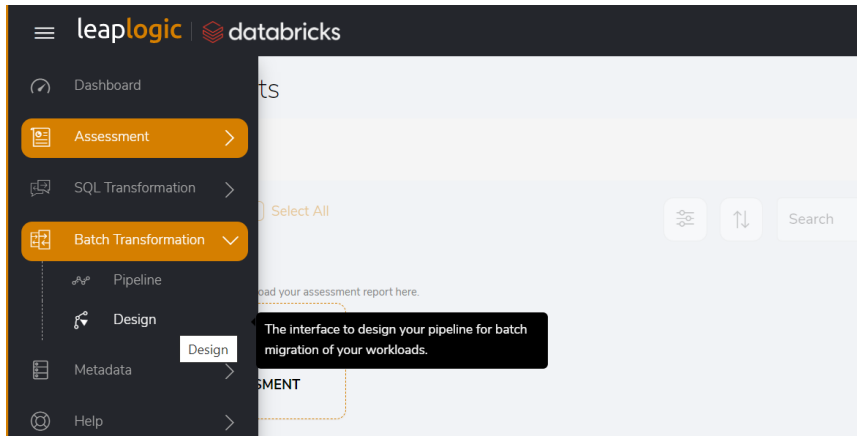 leaplogic databricks
Dashboard
ts
Assessment
SQL Transformation
Select All
Search
Batch Transformation
Pipeline
oad your assessment report here.
Design
The interface to design your pipeline for batch
migration of your workloads.
Design
Metadata
SMENT
Help